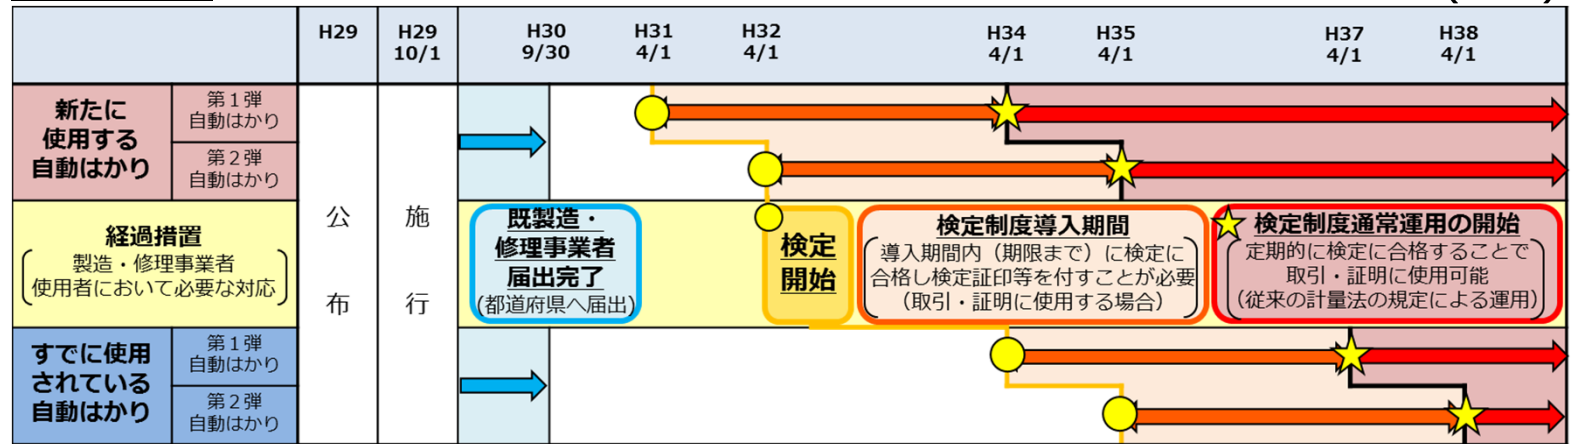 H29
H29
10/1
H30
9/30
H31
4/1
H32
4/1
H34
4/1
H35
4/1
H37
4/1
H38
4/1
新たに
使用する
自動はかり
第1弾
自動はかり
第2弾
自動はかり
公布
施行
経過措置
製造・修理事業者
使用者において必要な対応
既製造・
修理事業者
届出完了
(都道府県へ届出)
検定
開始
検定制度導入期間
導入期間内（期限まで）に検定に
合格し検定証印等を付すことが必要
（取引・証明に使用する場合）
検定制度通常運用の開始
定期的に検定に合格することで
取引・証明に使用可能
(従来の計量法の規定による運用)
すでに使用
されている
自動はかり
第1弾
自動はかり
第2弾
自動はかり